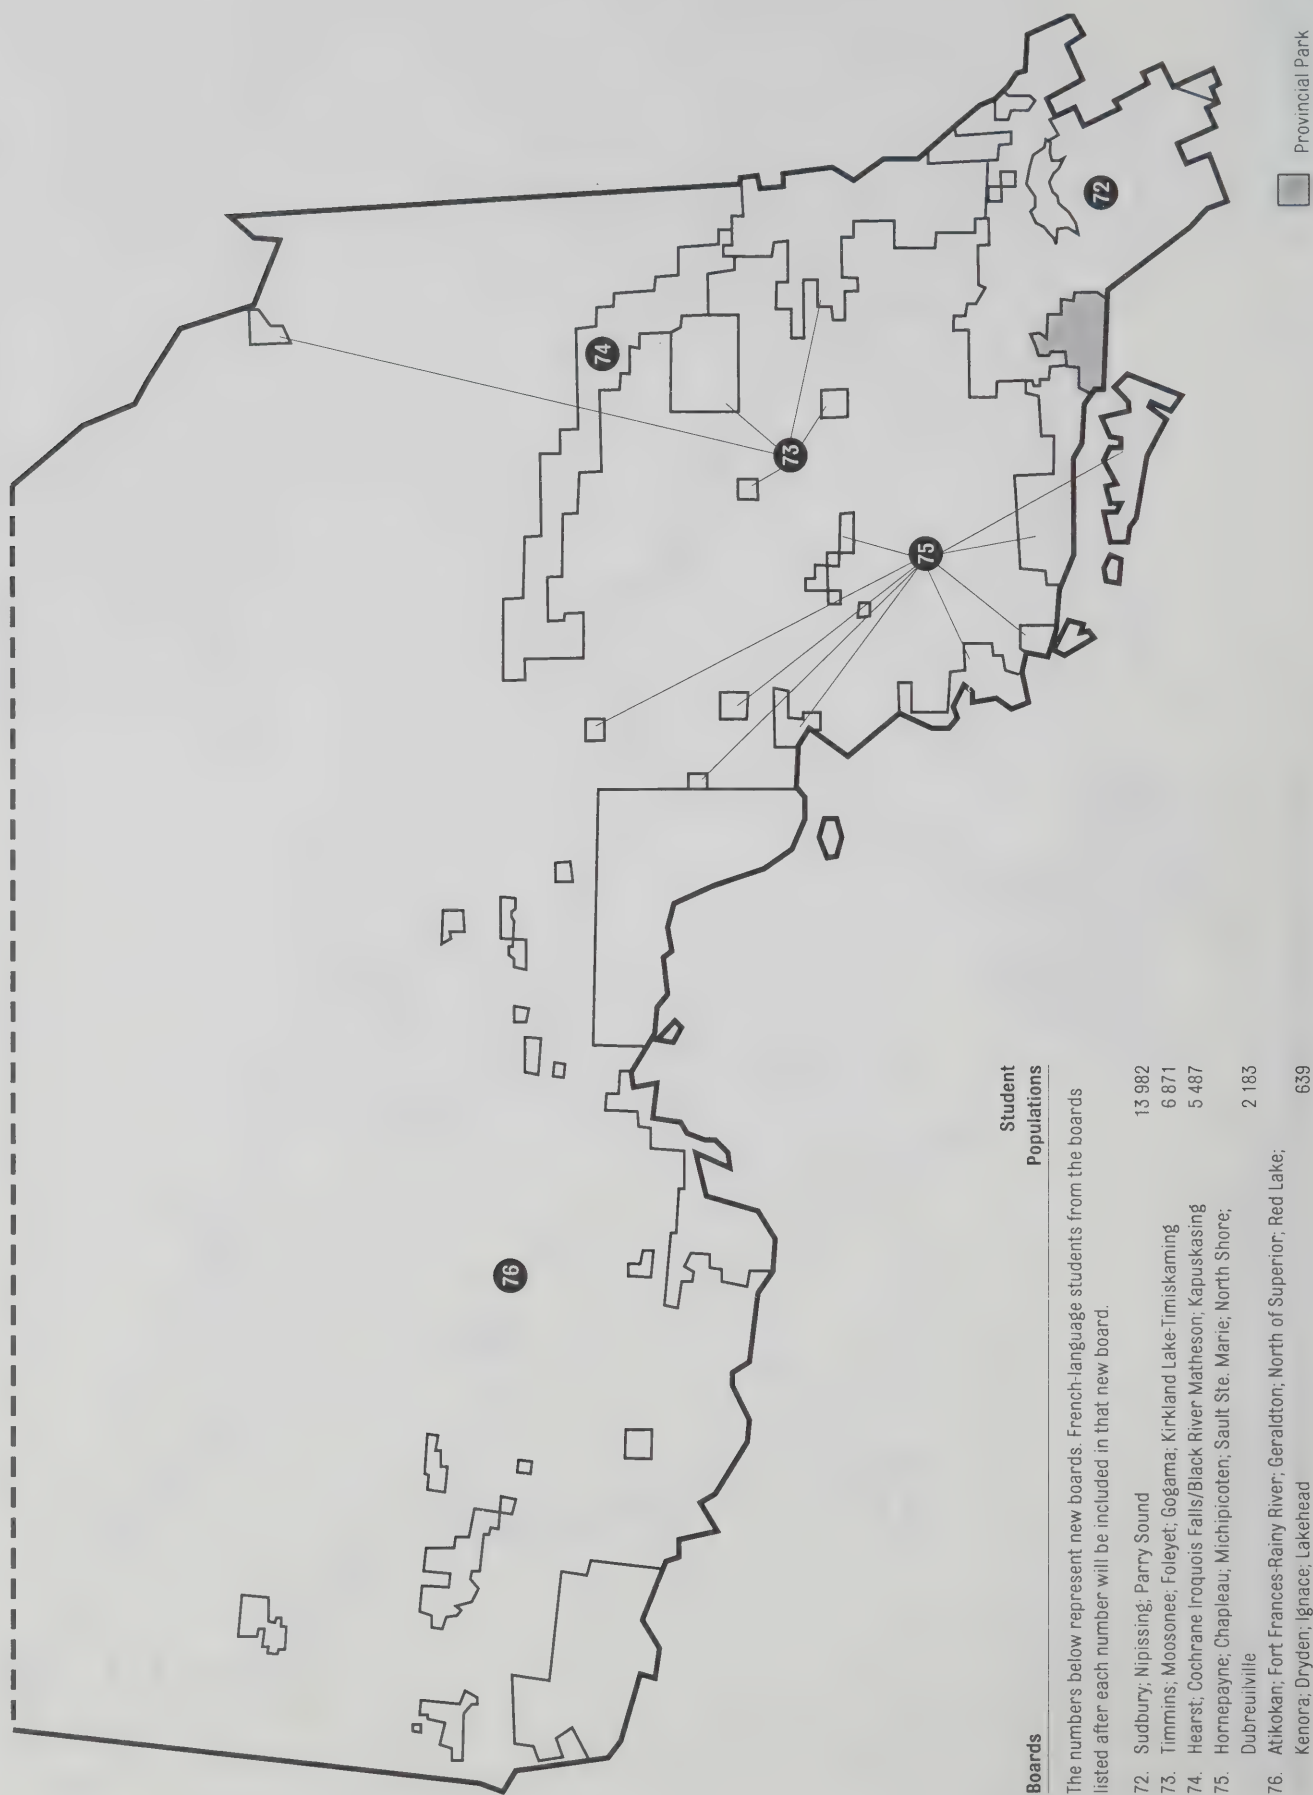 72
73
74
75
76
Provincial Park
Student
Boards Populations
The numbers below represent new boards. French-language students from the boards
listed after each number will be included in that new board.
72. Sudbury; Nipissing; Parry Sound 13 982
73. Timmins; Moosonee; Foleyet; Gogama; Kirkland Lake-Timiskaming 6 871
74. Hearst; Cochrane Iroquois Falls/Black River Matheson; Kapuskasing 5 487
75. Hornepayne; Chapleau; Michipicoten; Sault Ste. Marie; North Shore;
Dubreuilville 2 183
76. Atikokan; Fort Frances-Rainy River; Geraldton; North of Superior; Red Lake;
Kenora; Dryden; Ignace; Lakehead 639